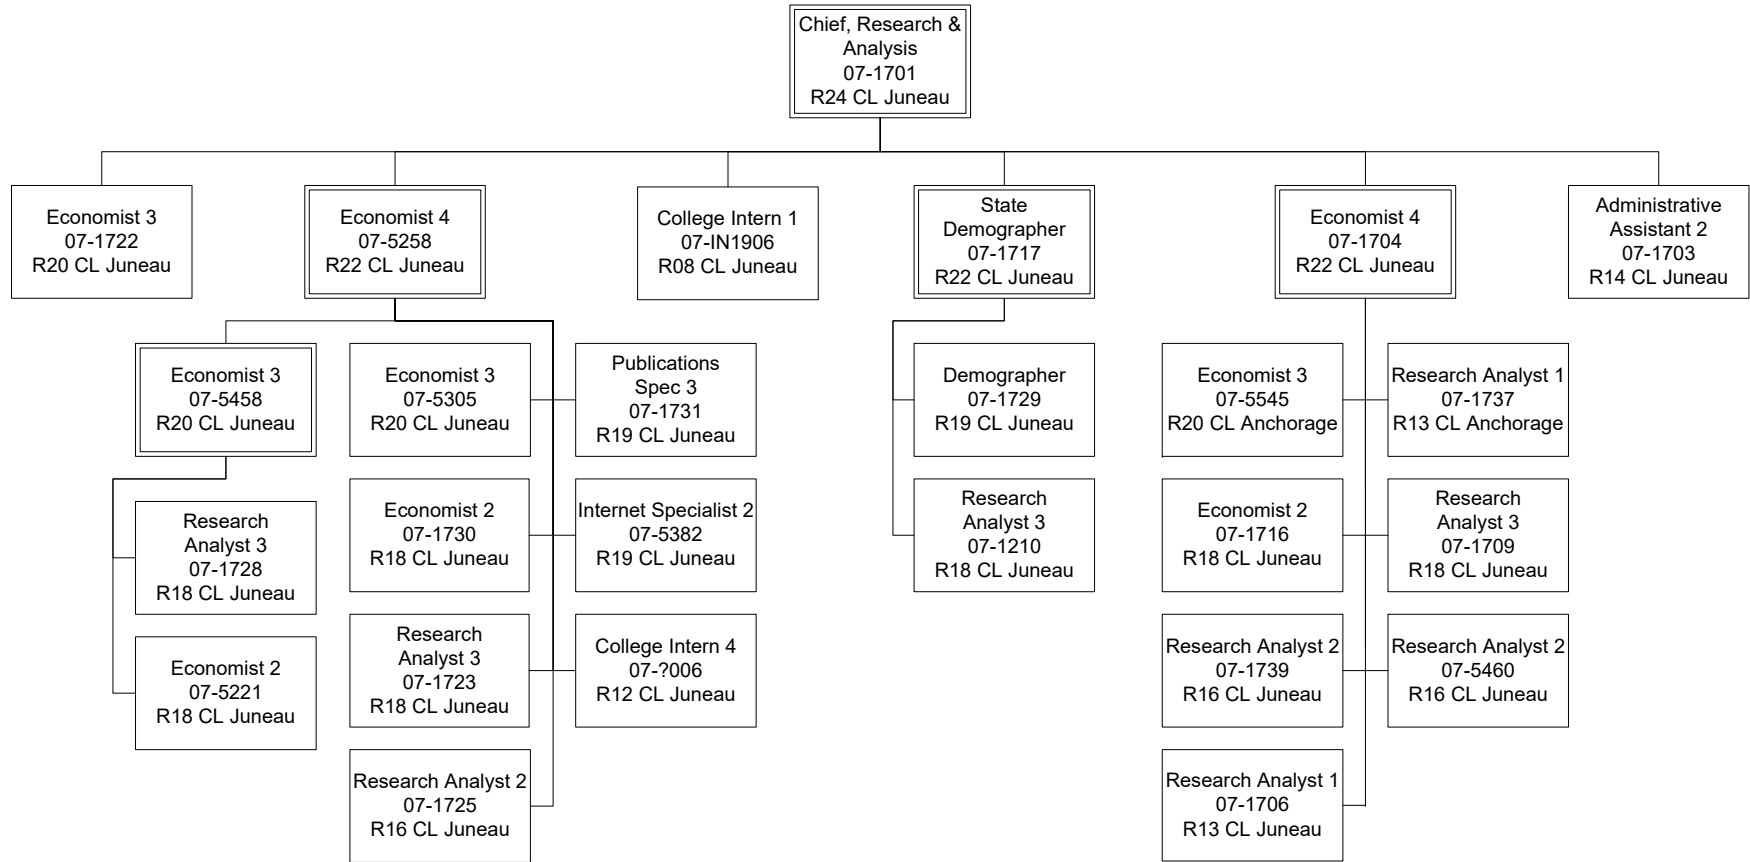 Chief, Research &
Analysis
07-1701
R24 CL Juneau
Economist 3
07-1722
R20 CL Juneau
Economist 4
07-5258
R22 CL Juneau
College Intern 1
07-IN1906
R08 CL Juneau
State
Demographer
07-1717
R22 CL Juneau
Economist 4
07-1704
R22 CL Juneau
Administrative
Assistant 2
07-1703
R14 CL Juneau
Economist 3
07-5458
R20 CL Juneau
Economist 3
07-5305
R20 CL Juneau
Publications
Spec 3
07-1731
R19 CL Juneau
Demographer
07-1729
R19 CL Juneau
Economist 3
07-5545
R20 CL Anchorage
Research Analyst 1
07-1737
R13 CL Anchorage
Research
Analyst 3
07-1728
R18 CL Juneau
Economist 2
07-1730
R18 CL Juneau
Internet Specialist 2
07-5382
R19 CL Juneau
Research
Analyst 3
07-1210
R18 CL Juneau
Economist 2
07-1716
R18 CL Juneau
Research
Analyst 3
07-1709
R18 CL Juneau
Economist 2
07-5221
R18 CL Juneau
Research
Analyst 3
07-1723
R18 CL Juneau
College Intern 4
07-?006
R12 CL Juneau
Research Analyst 2
07-1739
R16 CL Juneau
Research Analyst 2
07-5460
R16 CL Juneau
Research Analyst 2
07-1725
R16 CL Juneau
Research Analyst 1
07-1706
R13 CL Juneau